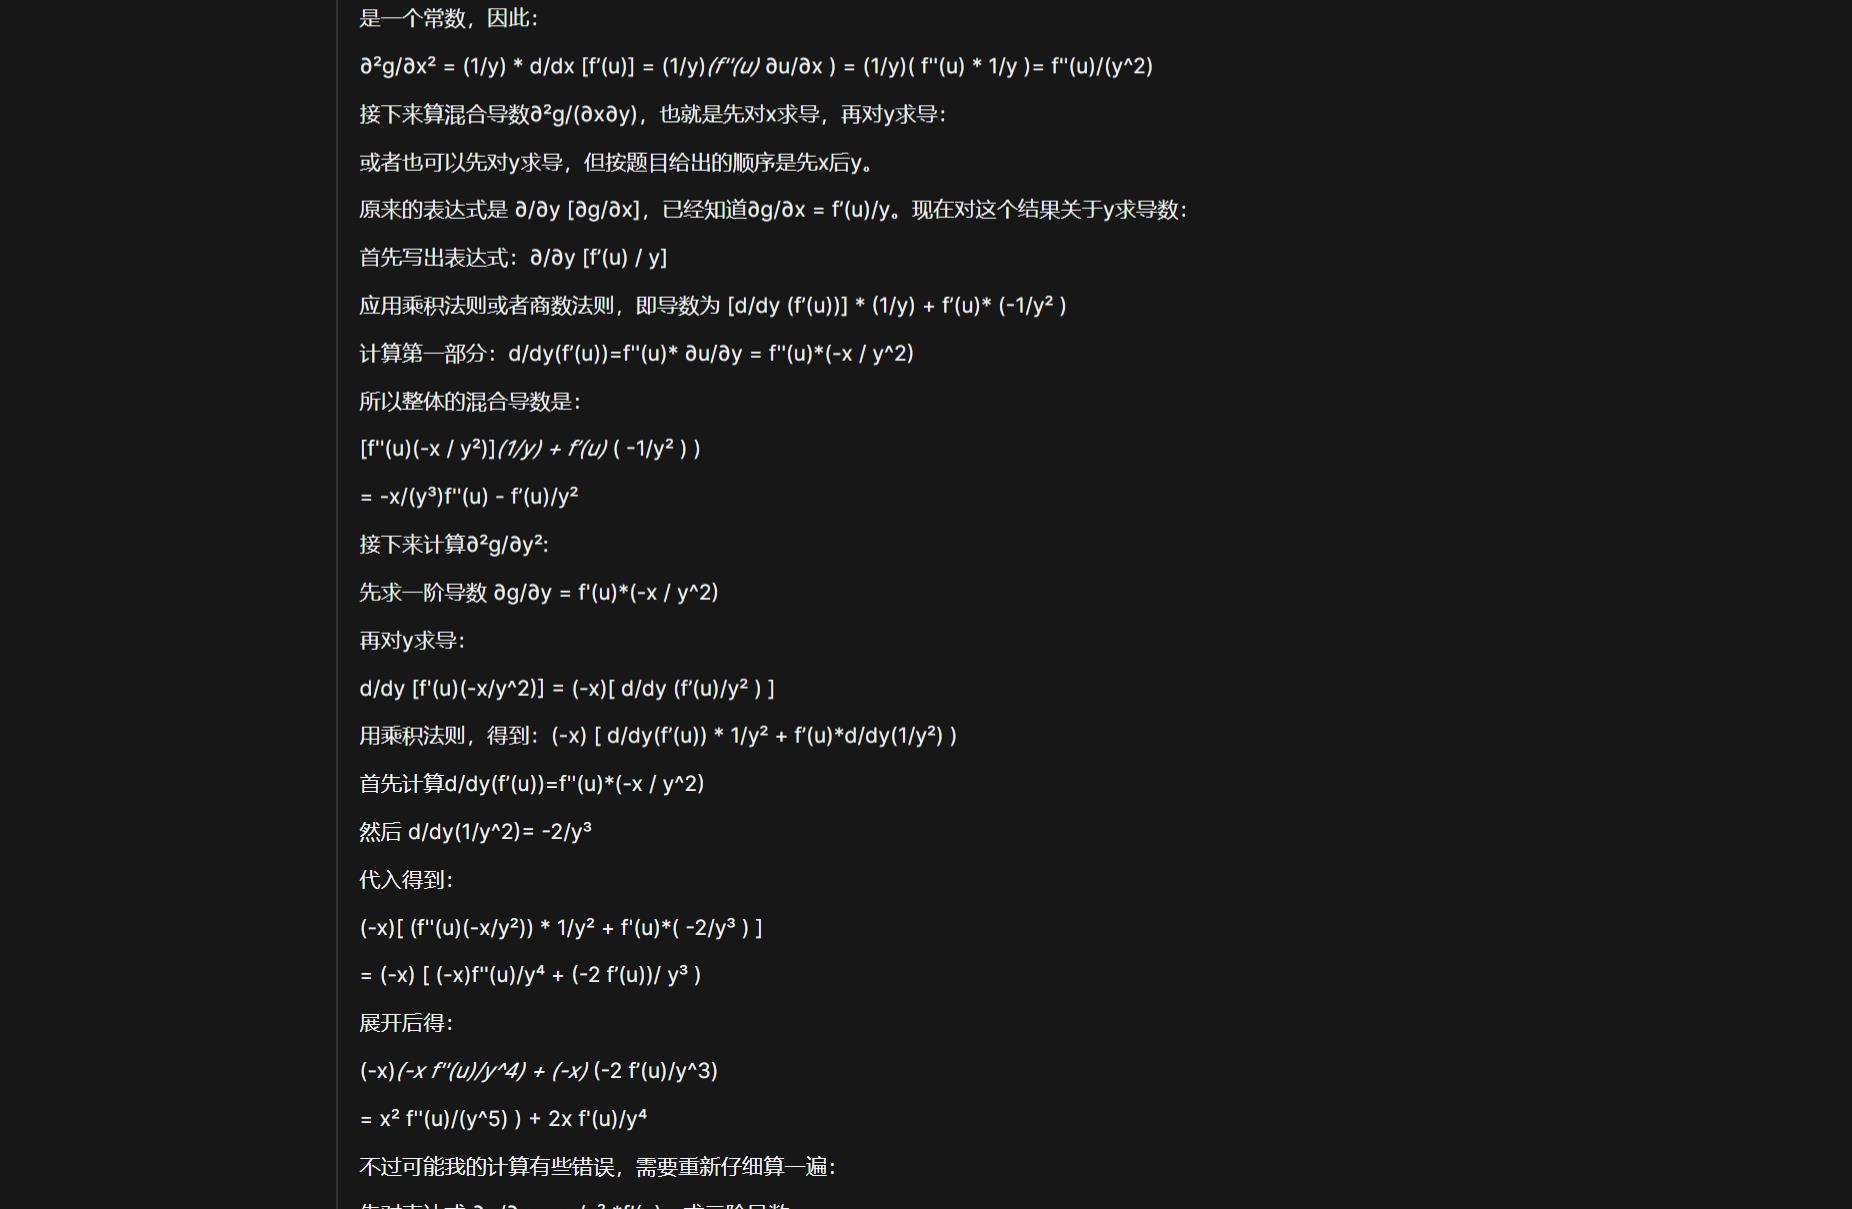 是一个常数，因此：
∂²g/∂x² = (1/y) * d/dx [f’(u)] = (1/y)(f''(u) ∂u/∂x ) = (1/y)( f''(u) * 1/y )= f''(u)/(y^2)
接下来算混合导数∂²g/(∂x∂y)，也就是先对x求导，再对y求导：
或者也可以先对y求导，但按题目给出的顺序是先x后y。
原来的表达式是 ∂/∂y [∂g/∂x]，已经知道∂g/∂x = f’(u)/y。现在对这个结果关于y求导数：
首先写出表达式：∂/∂y [f’(u) / y]
应用乘积法则或者商数法则，即导数为 [d/dy (f’(u))] * (1/y) + f’(u)* (-1/y² )
计算第一部分：d/dy(f’(u))=f''(u)* ∂u/∂y = f''(u)*(-x / y^2)
所以整体的混合导数是：
[f''(u)(-x / y²)](1/y) + f’(u) ( -1/y² ) )
= -x/(y³)f''(u) - f’(u)/y²
接下来计算∂²g/∂y²:
先求一阶导数 ∂g/∂y = f'(u)*(-x / y^2)
再对y求导：
d/dy [f'(u)(-x/y^2)] = (-x)[ d/dy (f’(u)/y² ) ]
用乘积法则，得到：(-x) [ d/dy(f’(u)) * 1/y² + f’(u)*d/dy(1/y²) )
首先计算d/dy(f’(u))=f''(u)*(-x / y^2)
然后 d/dy(1/y^2)= -2/y³
代入得到：
(-x)[ (f''(u)(-x/y²)) * 1/y² + f'(u)*( -2/y³ ) ]
= (-x) [ (-x)f''(u)/y⁴ + (-2 f’(u))/ y³ )
展开后得：
(-x)(-x f''(u)/y^4) + (-x) (-2 f’(u)/y^3)
= x² f''(u)/(y^5) ) + 2x f'(u)/y⁴
不过可能我的计算有些错误，需要重新仔细算一遍：